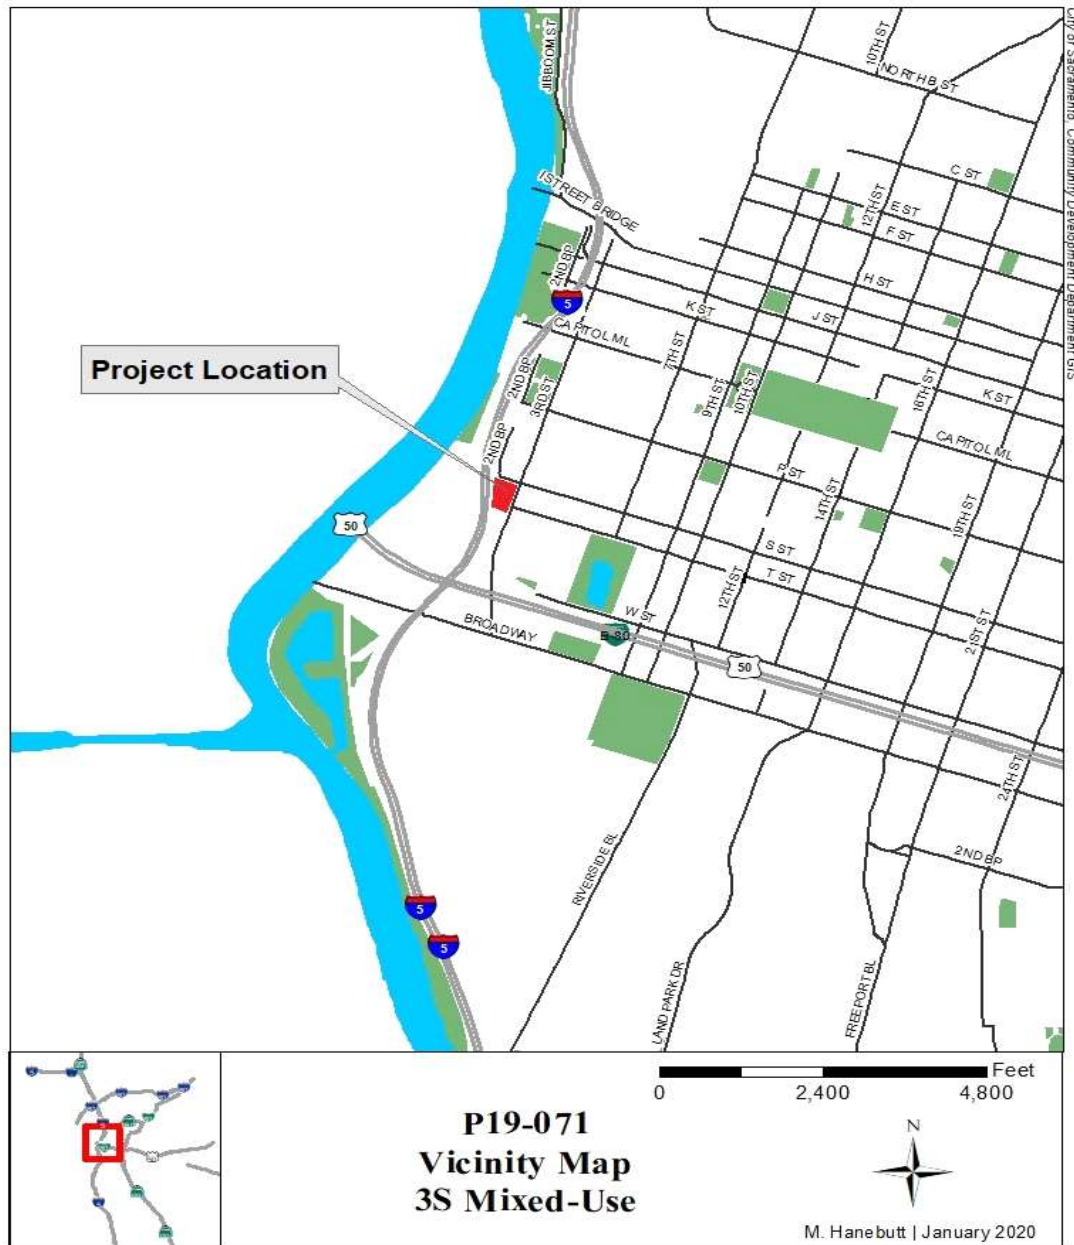 City of Sacramento, Community Development Department GIS
JIBBOOM ST
10TH ST
NORTH B ST
C ST
I STREET BRIDGE
12TH ST
E ST
F ST
2ND BP
5
H ST
K ST
J ST
CAPITOL ML
7TH ST
Project Location
2ND BP
3RD ST
9TH ST
10TH ST
16TH ST
K ST
CAPITOL ML
2ND BP
P ST
14TH ST
19TH ST
50
S ST
T ST
12TH ST
W ST
BROADWAY
E-80
21ST ST
50
24TH ST
2ND BP
RIVERSIDE BL
5
5
LAND PARK DR
FREEPORT BL
Feet
0 2,400 4,800
P19-071
Vicinity Map
3S Mixed-Use
N
M. Hanebutt | January 2020